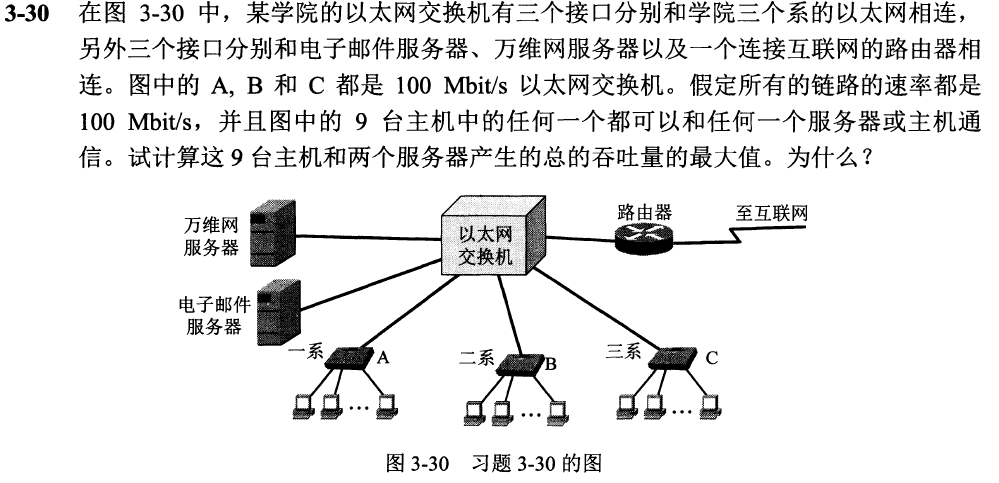 3-30 在图 3-30 中，某学院的以太网交换机有三个接口分别和学院三个系的以太网相连，
另外三个接口分别和电子邮件服务器、万维网服务器以及一个连接互联网的路由器相
连。图中的 A, B 和 C 都是 100 Mbit/s 以太网交换机。假定所有的链路的速率都是
100 Mbit/s，并且图中的 9 台主机中的任何一个都可以和任何一个服务器或主机通
信。试计算这 9 台主机和两个服务器产生的总的吞吐量的最大值。为什么？
万维网
服务器
以太网
交换机
路由器
至互联网
电子邮件
服务器
一系
A
二系
B
三系
C
…
…
…
图 3-30 习题 3-30 的图